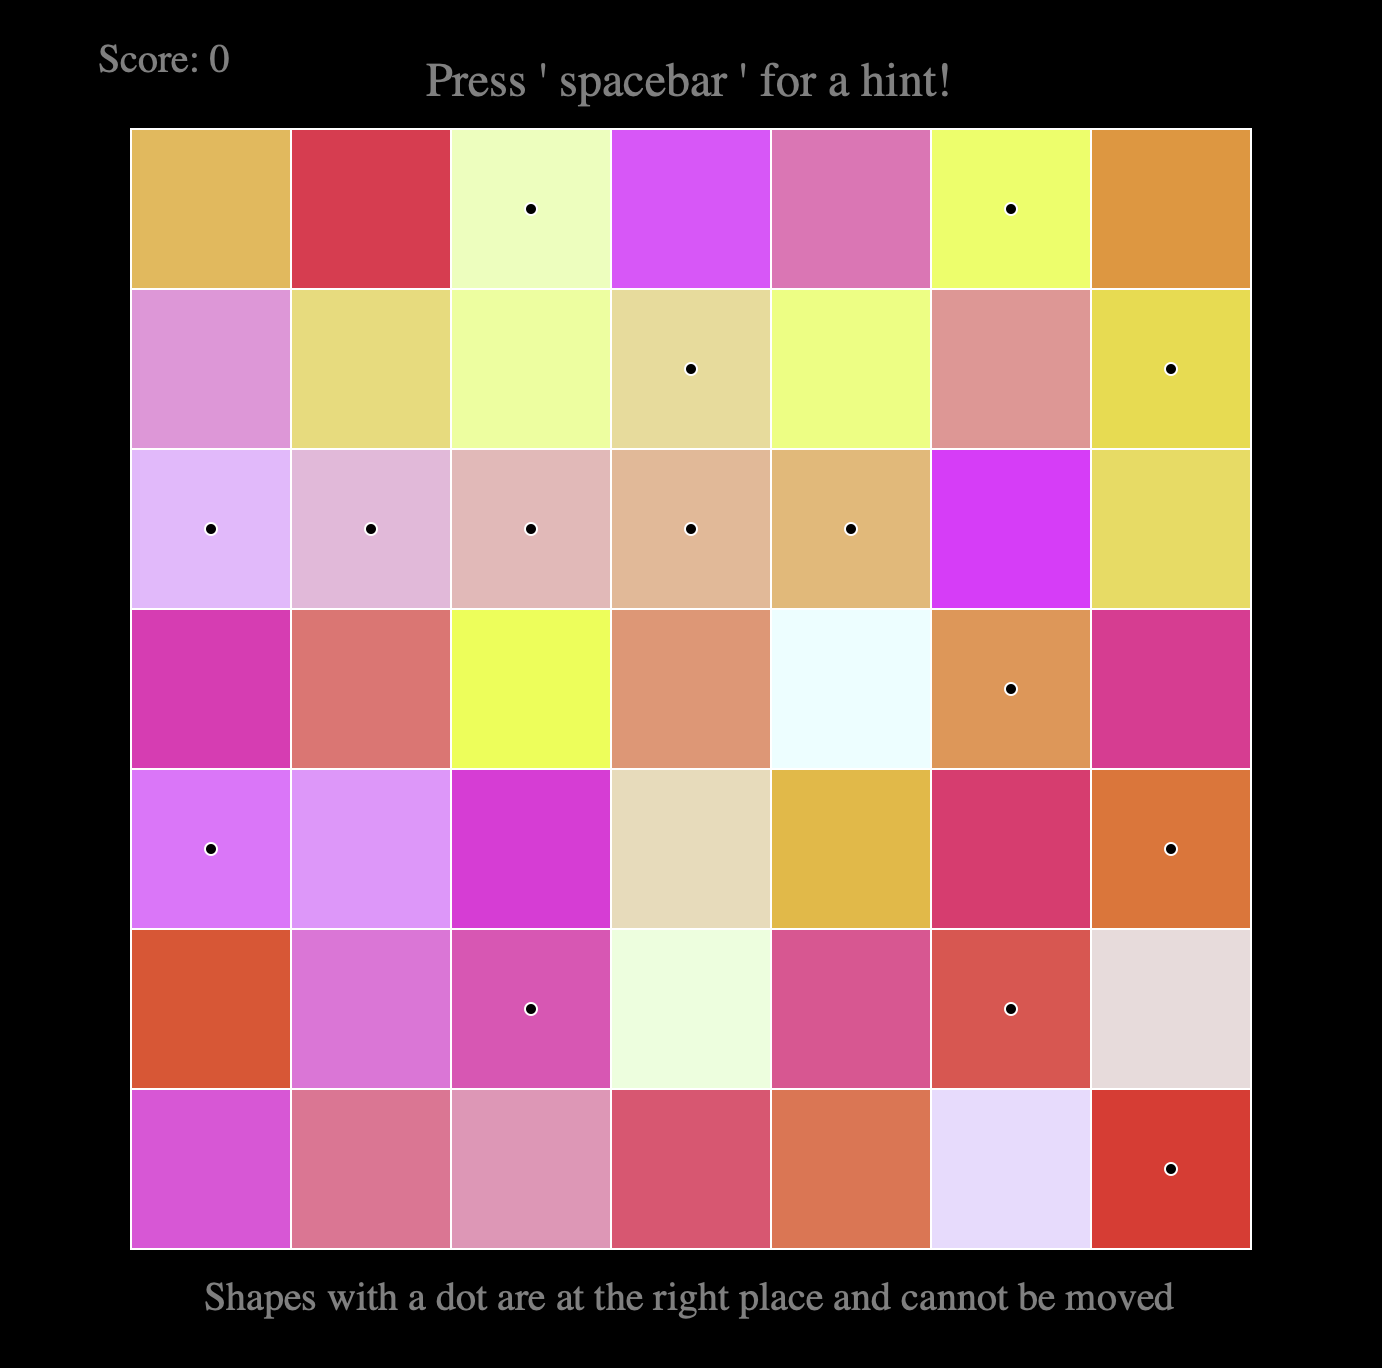 Score: 0
Press ' spacebar ' for a hint!
Shapes with a dot are at the right place and cannot be moved